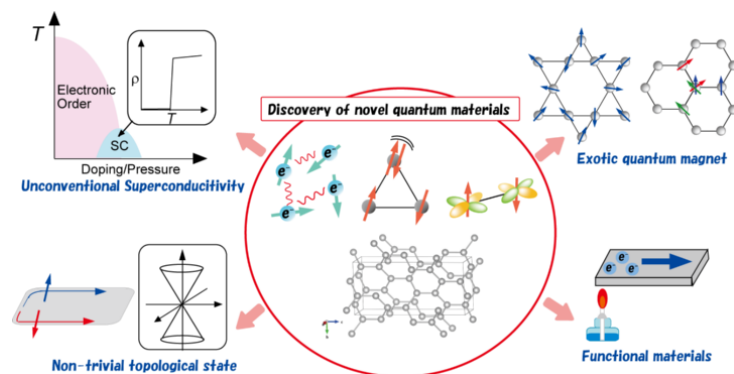 T
Electronic
Order
ρ
T
SC
Doping/Pressure
Unconventional Superconducitivity
Discovery of novel quantum materials
e-
e-
e-
e-
Exotic quantum magnet
Non-trivial topological state
e-
e-
e-
Functional materials